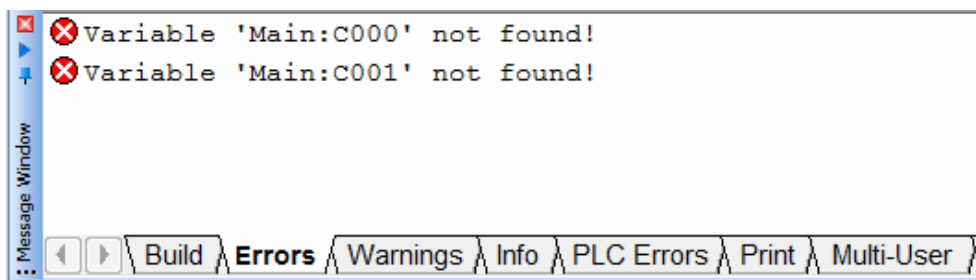 Variable 'Main:C000' not found!
Variable 'Main:C001' not found!
Message Window
Build Errors Warnings Info PLC Errors Print Multi-User